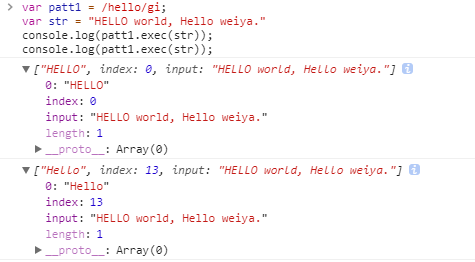 > var patt1 = /hello/gi;
var str = "HELLO world, Hello weiya."
console.log(patt1.exec(str));
console.log(patt1.exec(str));
▼ ["HELLO", index: 0, input: "HELLO world, Hello weiya."] i
0: "HELLO"
index: 0
input: "HELLO world, Hello weiya."
length: 1
▶ __proto__: Array(0)
▼ ["Hello", index: 13, input: "HELLO world, Hello weiya."] i
0: "Hello"
index: 13
input: "HELLO world, Hello weiya."
length: 1
▶ __proto__: Array(0)